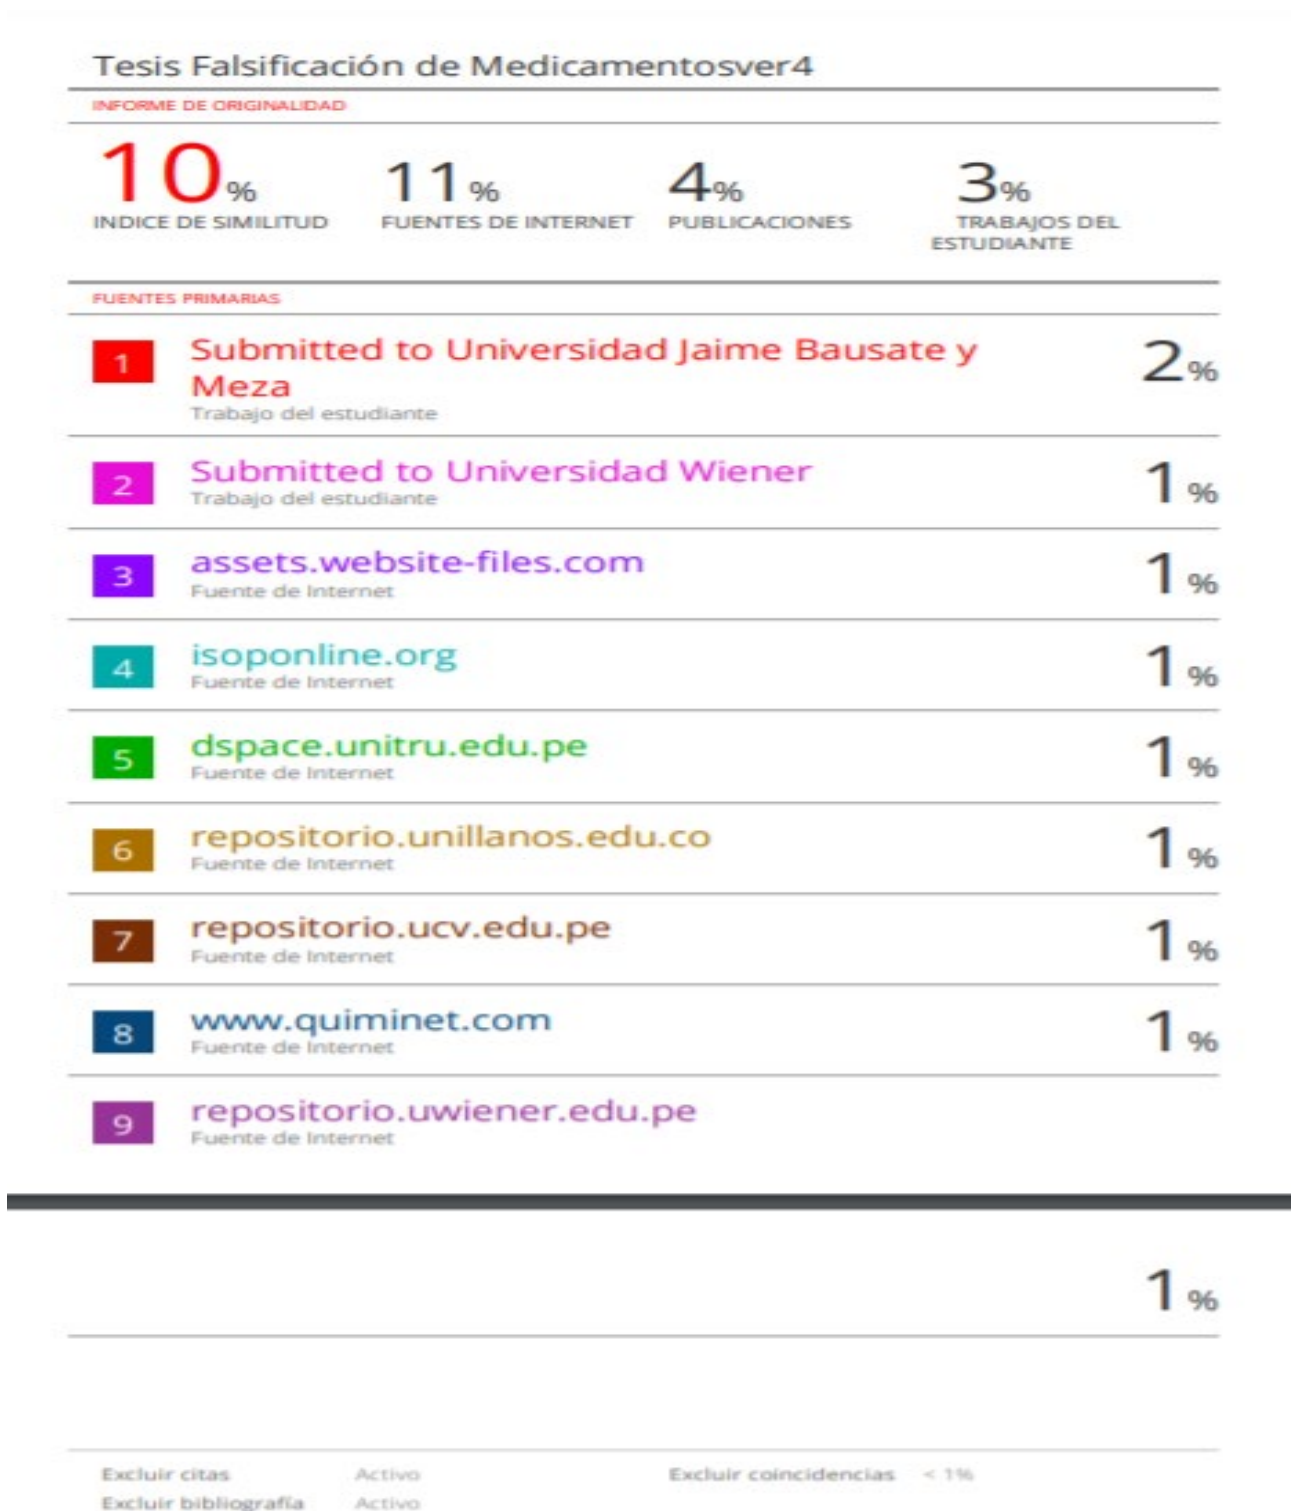 Tesis Falsificación de Medicamentosver4
INFORME DE ORIGINALIDAD
10%
INDICE DE SIMILITUD
11%
FUENTES DE INTERNET
4%
PUBLICACIONES
3%
TRABAJOS DEL
ESTUDIANTE
FUENTES PRIMARIAS
1
Submitted to Universidad Jaime Bausate y
Meza
Trabajo del estudiante
2%
2
Submitted to Universidad Wiener
Trabajo del estudiante
1%
3
assets.website-files.com
Fuente de Internet
1%
4
isoponline.org
Fuente de Internet
1%
5
dspace.unitru.edu.pe
Fuente de Internet
1%
6
repositorio.unillanos.edu.co
Fuente de Internet
1%
7
repositorio.ucv.edu.pe
Fuente de Internet
1%
8
www.quiminet.com
Fuente de Internet
1%
9
repositorio.uwiener.edu.pe
Fuente de Internet
1%
Excluir citas Activo Excluir coincidencias < 1%
Excluir bibliografía Activo